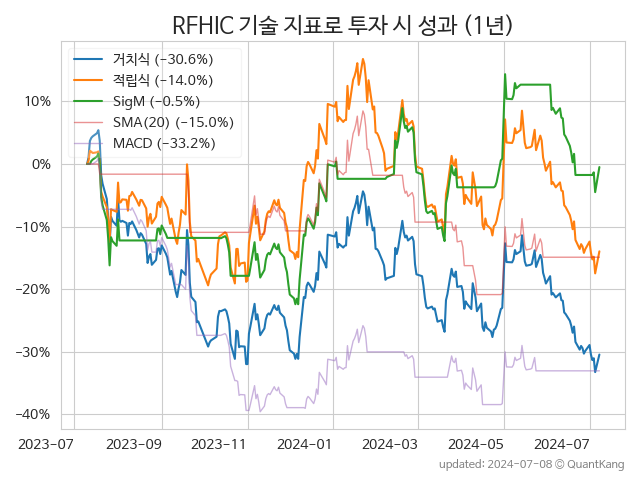 RFHIC 기술 지표로 투자 시 성과 (1년)
거치식 (−30.6%)
적립식 (−14.0%)
SigM (−0.5%)
SMA(20) (−15.0%)
MACD (−33.2%)
10%
0%
−10%
−20%
−30%
−40%
2023-07 2023-09 2023-11 2024-01 2024-03 2024-05 2024-07
updated: 2024-07-08 © QuantKang